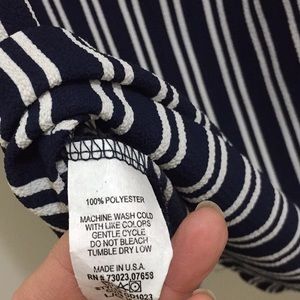 100% POLYESTER
MACHINE WASH COLD
WITH LIKE COLORS
GENTLE CYCLE
DO NOT BLEACH
TUMBLE DRY LOW
MADE IN U.S.A.
RN# 73023,07653